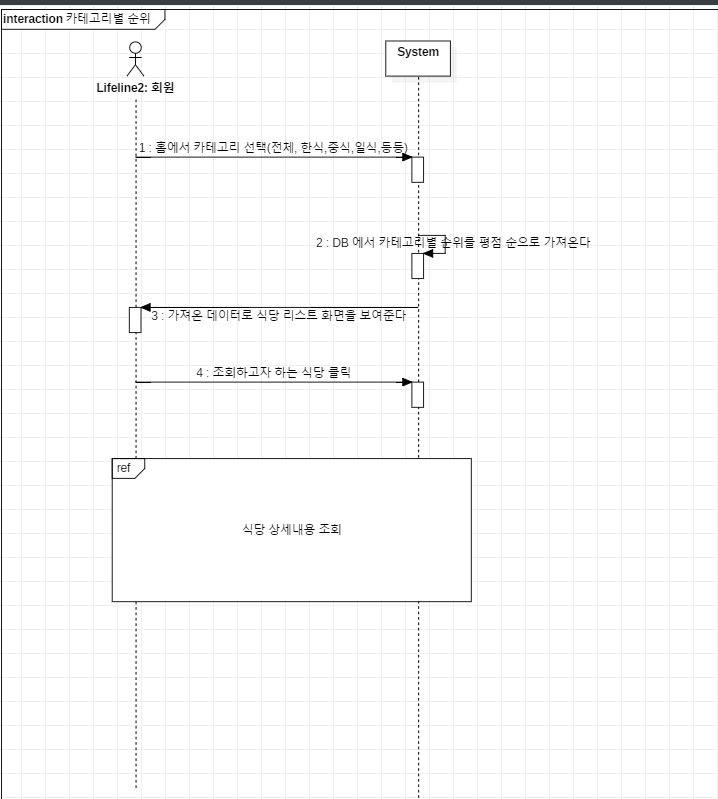 interaction 카테고리별 순위
System
Lifeline2: 회원
1 : 홈에서 카테고리 선택(전체, 한식,중식,일식,등등)
2 : DB 에서 카테고리별 순위를 평점 순으로 가져온다
3 : 가져온 데이터로 식당 리스트 화면을 보여준다
4 : 조회하고자 하는 식당 클릭
ref
식당 상세내용 조회